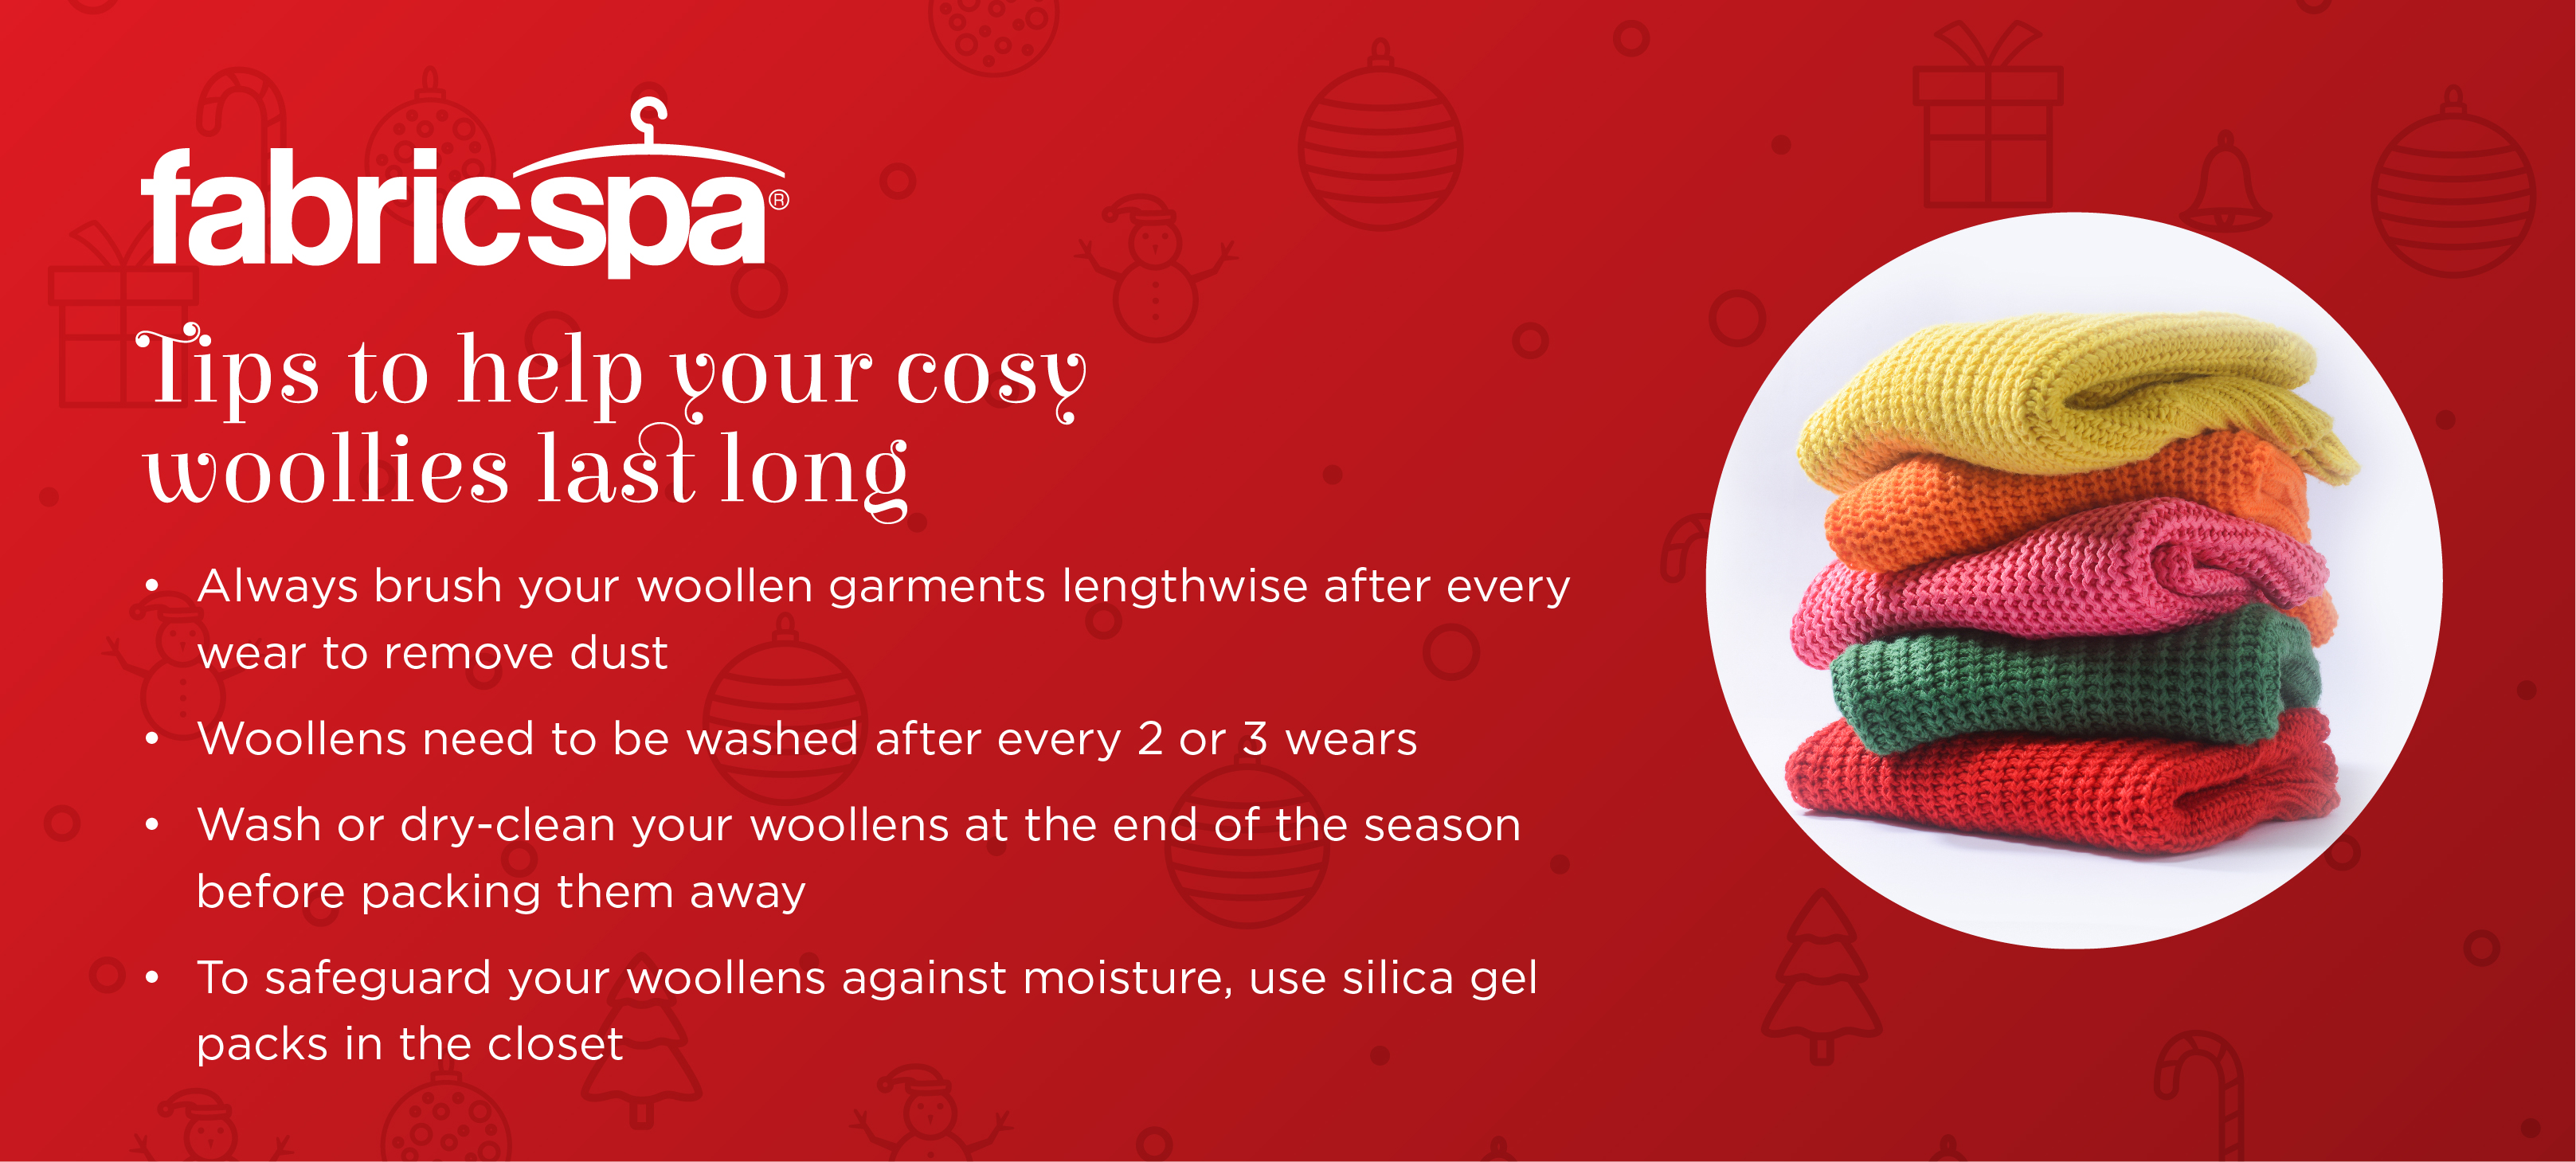 fabricspa®
Tips to help your cosy
woollies last long
• Always brush your woollen garments lengthwise after every
wear to remove dust
• Woollens need to be washed after every 2 or 3 wears
• Wash or dry-clean your woollens at the end of the season
before packing them away
• To safeguard your woollens against moisture, use silica gel
packs in the closet